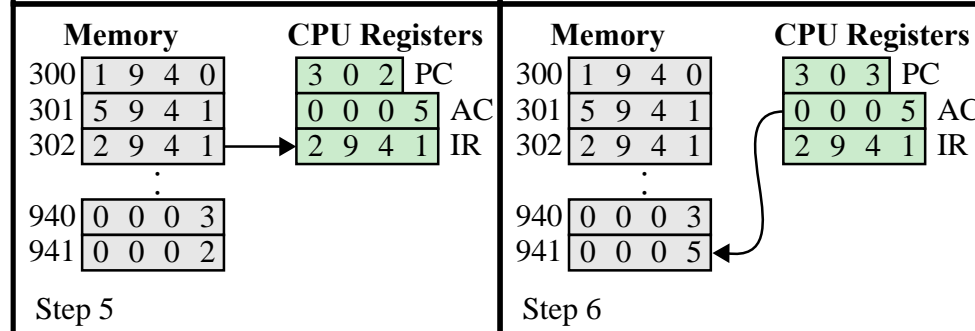 Memory CPU Registers
300 1 9 4 0 3 0 2 PC
301 5 9 4 1 0 0 0 5 AC
302 2 9 4 1 2 9 4 1 IR
940 0 0 0 3
941 0 0 0 2
Step 5
Memory CPU Registers
300 1 9 4 0 3 0 3 PC
301 5 9 4 1 0 0 0 5 AC
302 2 9 4 1 2 9 4 1 IR
940 0 0 0 3
941 0 0 0 5
Step 6